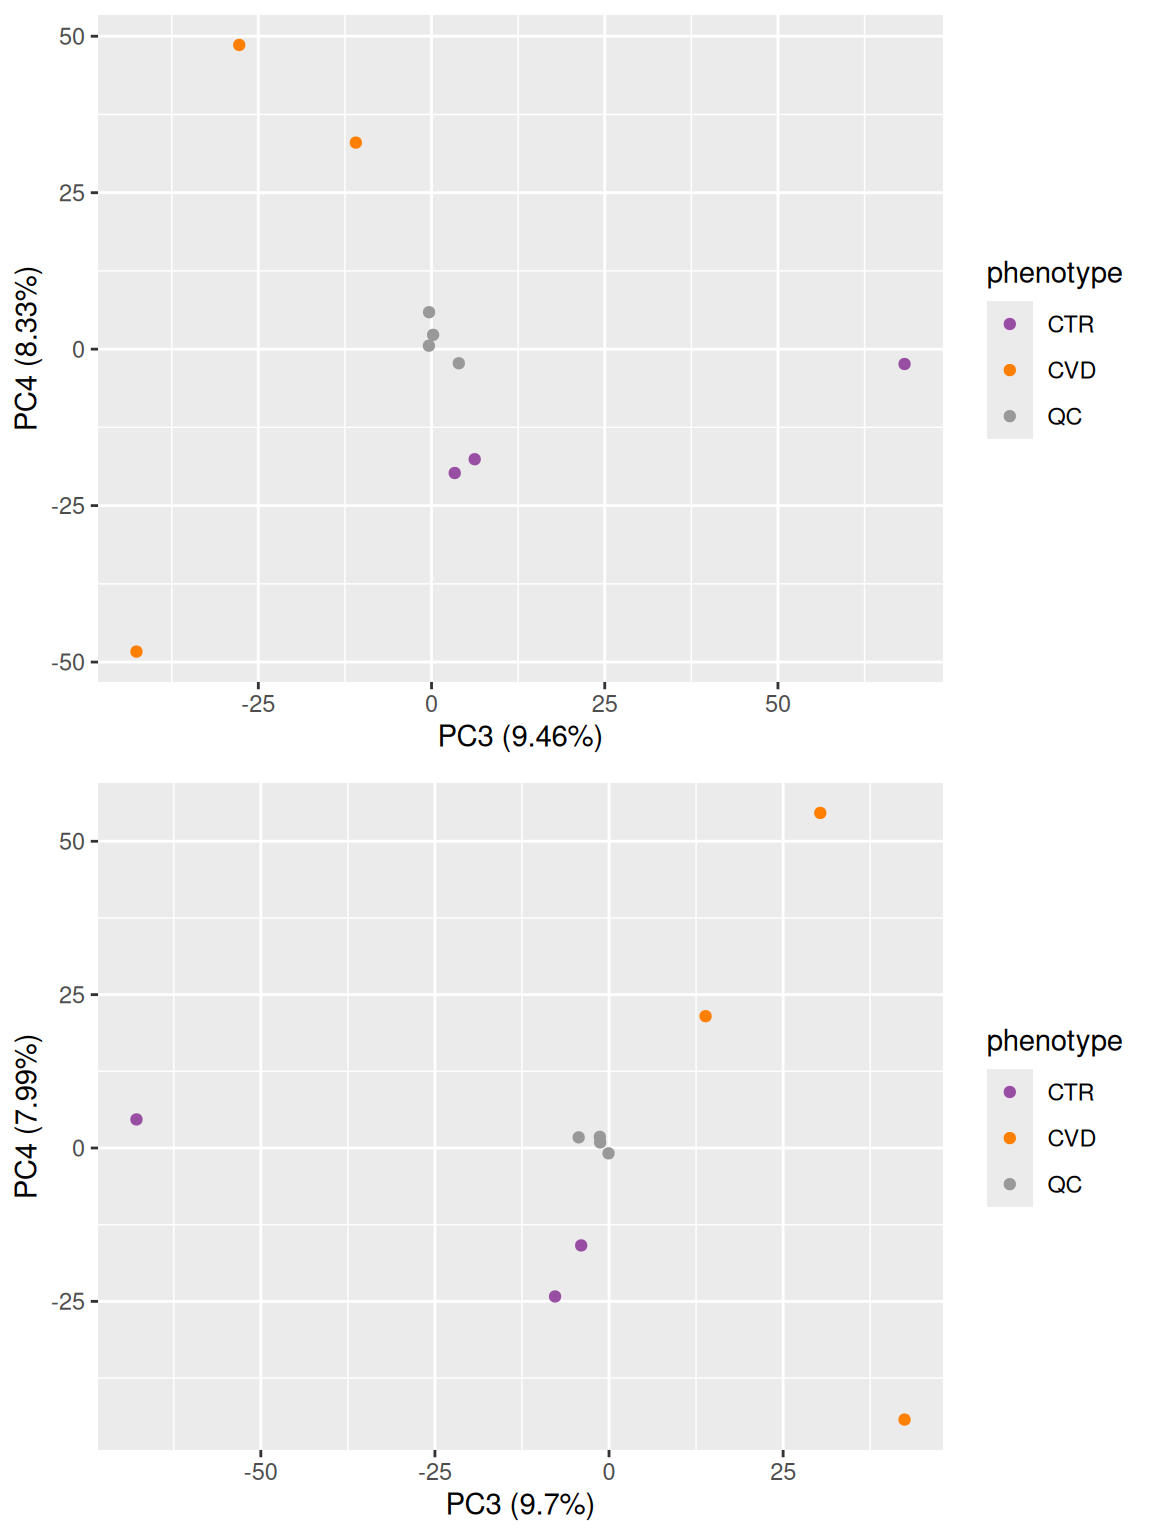 50
25
0
-25
-50
PC4 (8.33%)
-25 0 25 50
PC3 (9.46%)
phenotype
CTR
CVD
QC
50
25
0
-25
PC4 (7.99%)
-50 -25 0 25
PC3 (9.7%)
phenotype
CTR
CVD
QC